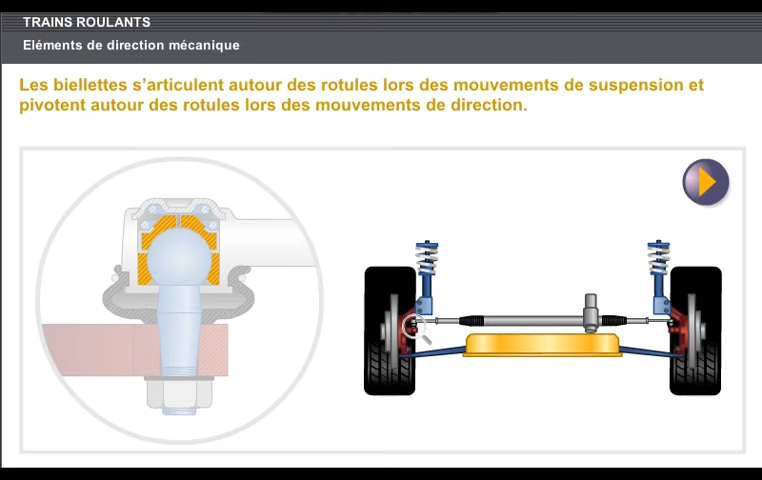 TRAINS ROULANTS
Eléments de direction mécanique
Les biellettes s’articulent autour des rotules lors des mouvements de suspension et
pivotent autour des rotules lors des mouvements de direction.